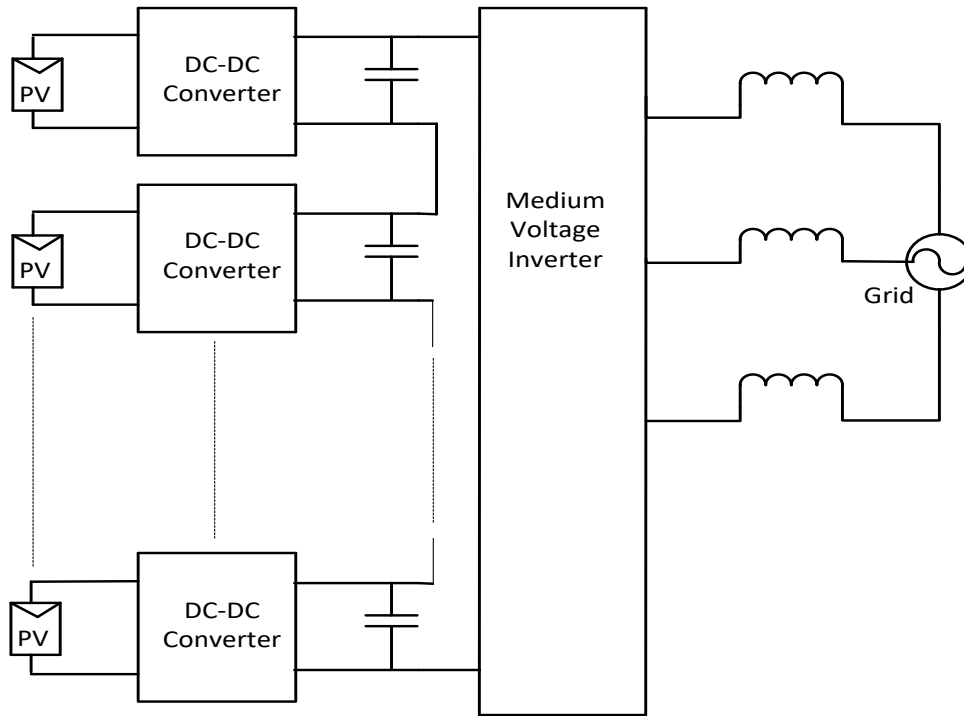 PV
DC-DC
Converter
PV
DC-DC
Converter
Medium
Voltage
Inverter
Grid
PV
DC-DC
Converter